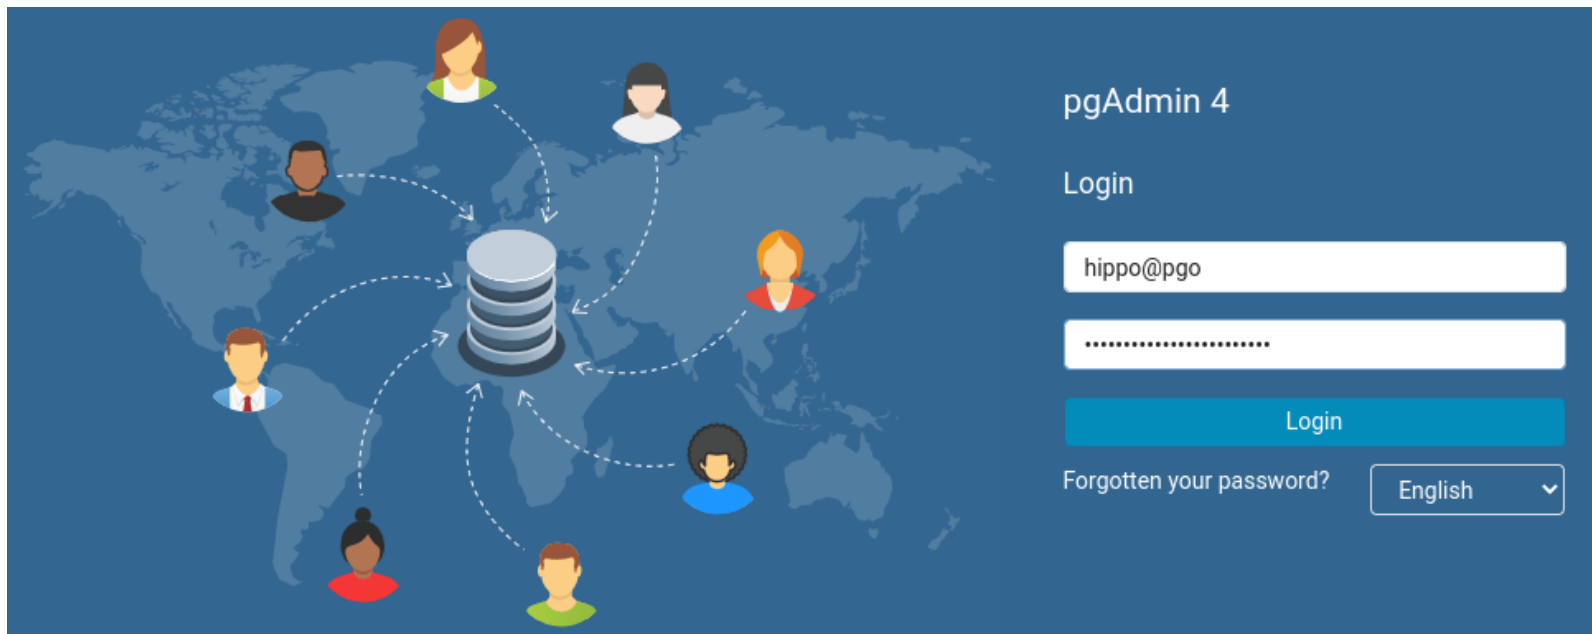 pgAdmin 4
Login
hippo@pgo
••••••••••••••••••••••••
Login
Forgotten your password?
English